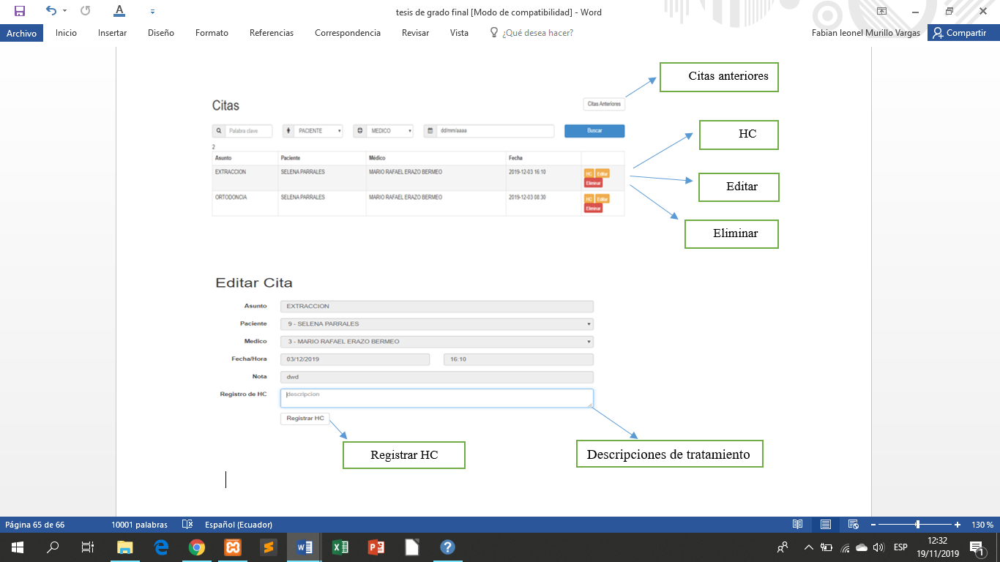 tesis de grado final [Modo de compatibilidad] - Word
Archivo Inicio Insertar Diseño Formato Referencias Correspondencia Revisar Vista ¿Qué desea hacer? Fabian leonel Murillo Vargas Compartir
Citas anteriores
Citas
Citas Anteriores
Palabra clave PACIENTE MEDICO dd/mm/aaaa Buscar
HC
2
Asunto Paciente Médico Fecha
EXTRACCION SELENA PARRALES MARIO RAFAEL ERAZO BERMEO 2019-12-03 16:10 HC Editar
Eliminar
Editar
ORTODONCIA SELENA PARRALES MARIO RAFAEL ERAZO BERMEO 2019-12-03 08:30 HC Editar
Eliminar
Eliminar
Editar Cita
Asunto EXTRACCION
Paciente 9 - SELENA PARRALES
Medico 3 - MARIO RAFAEL ERAZO BERMEO
Fecha/Hora 03/12/2019 16:10
Nota dwd
Registro de HC descripcion
Registrar HC
Registrar HC
Descripciones de tratamiento
Página 65 de 66 10001 palabras Español (Ecuador) 130 %
ESP
12:32
19/11/2019
1